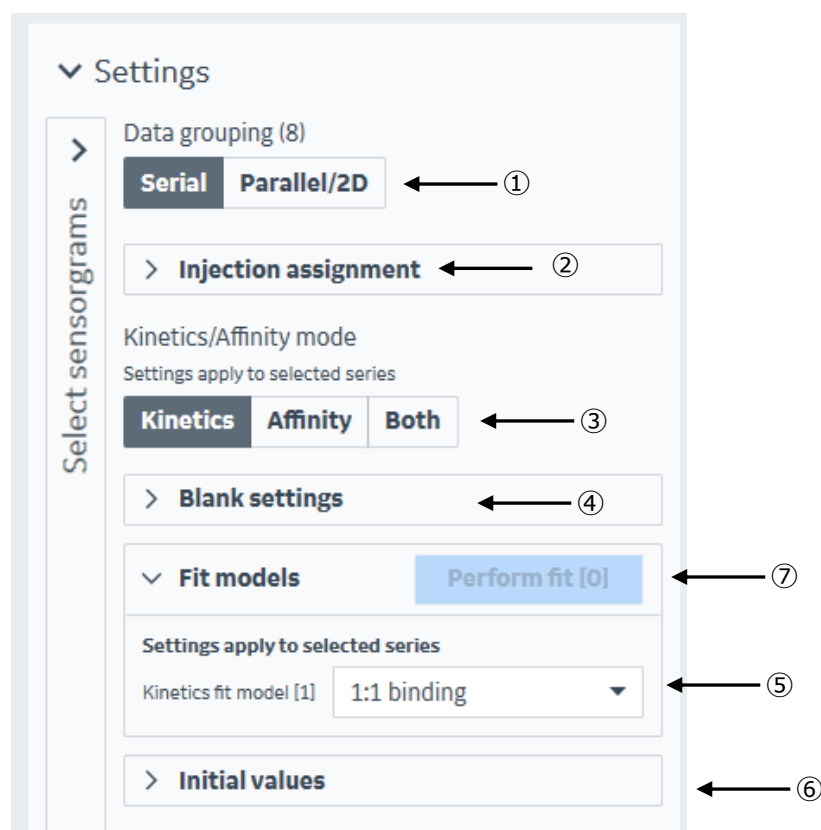 Settings
Select sensorgrams
Data grouping (8)
Serial Parallel/2D ①
Injection assignment ②
Kinetics/Affinity mode
Settings apply to selected series
Kinetics Affinity Both ③
Blank settings ④
Fit models Perform fit [0] ⑦
Settings apply to selected series
Kinetics fit model [1] 1:1 binding ⑤
Initial values ⑥